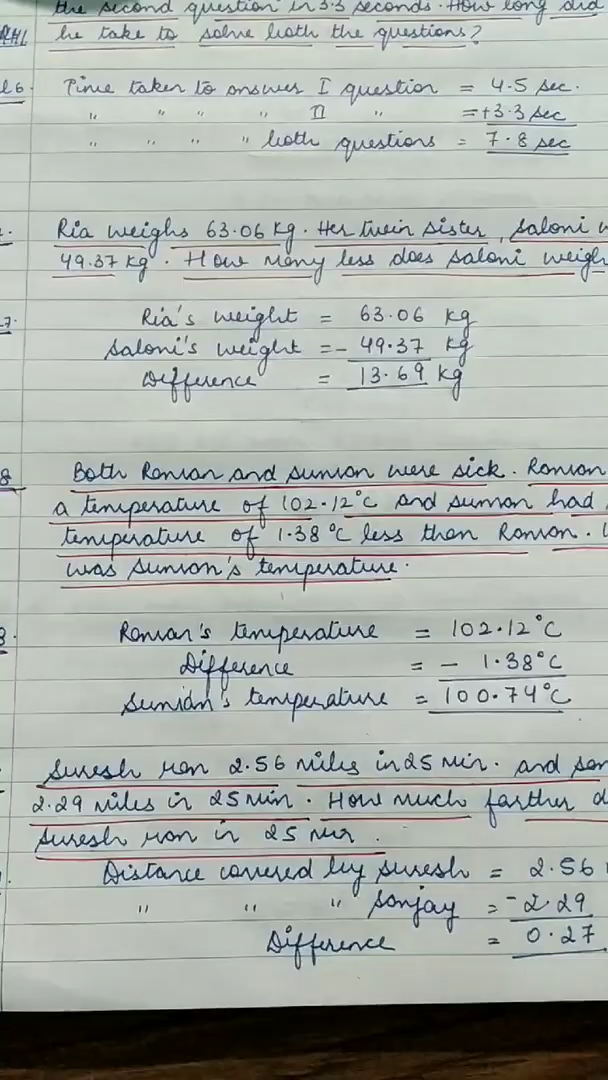 the second question in 3.3 seconds. How long did
he take to solve both the questions?
Time taken to answer I question = 4.5 sec.
" " " " II " =+3.3 sec
" " " " both questions = 7.8 sec
Ria weighs 63.06 kg. Her twin sister, Saloni
49.37 kg. How many less does Saloni weigh
7.
Ria's weight = 63.06 kg
Saloni's weight =- 49.37 kg
Difference = 13.69 kg
8 Both Roman and Suman were sick. Roman
a temperature of 102.12°C and Suman had
temperature of 1.38 °C less than Roman.
was Suman's temperature.
Roman's temperature = 102.12°C
Difference = - 1.38°C
Suman's temperature = 100.74°C
Suresh ran 2.56 miles in 25 min. and
2.29 miles in 25 min. How much farther
Suresh ran in 25 min.
Distance covered by Suresh = 2.56
" " " Sanjay = -2.29
Difference = 0.27